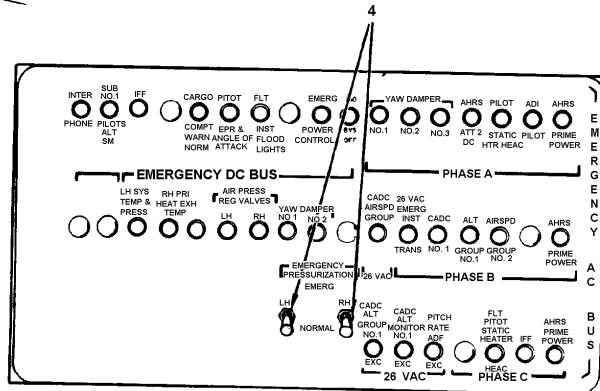 4
INTER SUB NO.1 IFF CARGO PITOT FLT EMERG YAW DAMPER AHRS PILOT ADI AHRS
PHONE PILOTS ALT SM COMPT WARN NORM EPR & ANGLE OF ATTACK INST FLOOD LIGHTS POWER CONTROL BYS OFF NO.1 NO.2 NO.3 ATT 2 DC STATIC HTR HEAC PILOT PRIME POWER
EMERGENCY DC BUS
PHASE A
LH SYS TEMP & PRESS RH PRI HEAT EXH TEMP AIR PRESS REG VALVES LH RH YAW DAMPER NO 1 NO 2
CADC AIRSPD GROUP 26 VAC EMERG INST CADC ALT AIRSPD AHRS
TRANS NO. 1 GROUP NO.1 GROUP NO. 2 PRIME POWER
EMERGENCY PRESSURIZATION
EMERG
26 VAC
PHASE B
LH RH
NORMAL
CADC ALT GROUP NO.1 CADC ALT MONITOR NO.1 PITCH RATE ADF FLT PITOT STATIC HEATER IFF AHRS PRIME POWER
EXC EXC EXC HEAC
26 VAC
PHASE C
EMERGENCY AC BUS